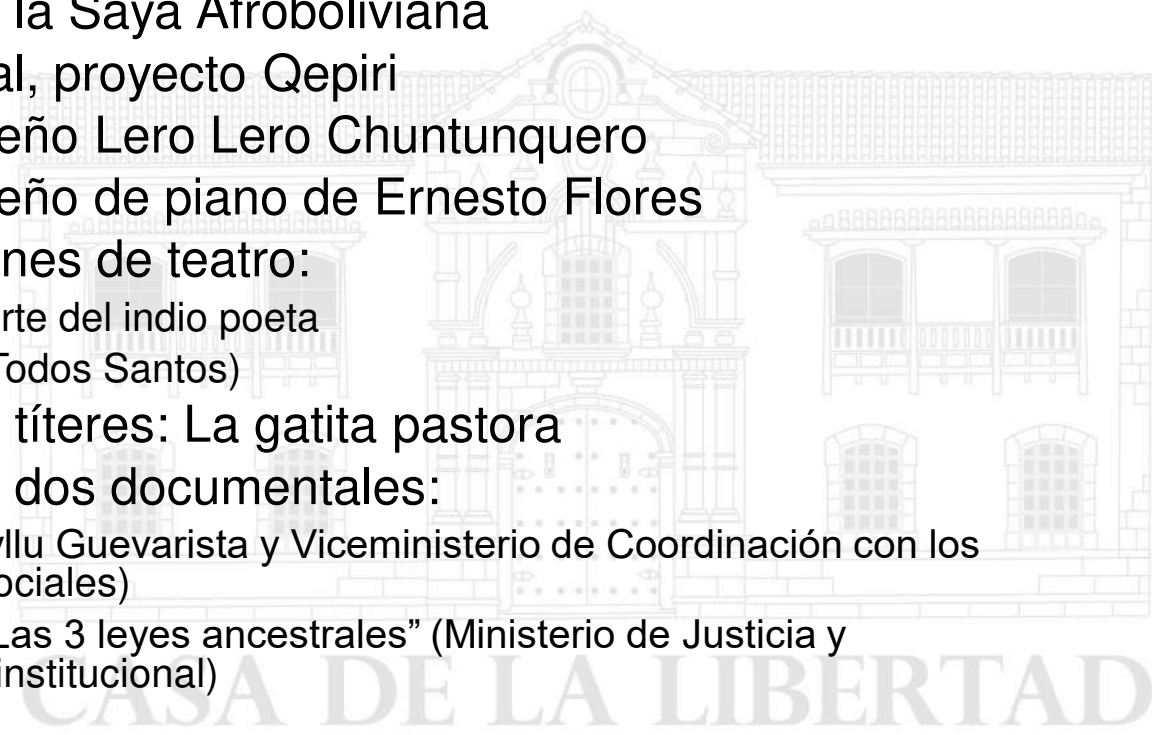 la Saya Afroboliviana
al, proyecto Qepiri
eño Lero Lero Chuntunquero
eño de piano de Ernesto Flores
nes de teatro:
rte del indio poeta
Todos Santos)
títeres: La gatita pastora
dos documentales:
yllu Guevarista y Viceministerio de Coordinación con los
ociales)
Las 3 leyes ancestrales” (Ministerio de Justicia y
institucional)
CASA DE LA LIBERTAD